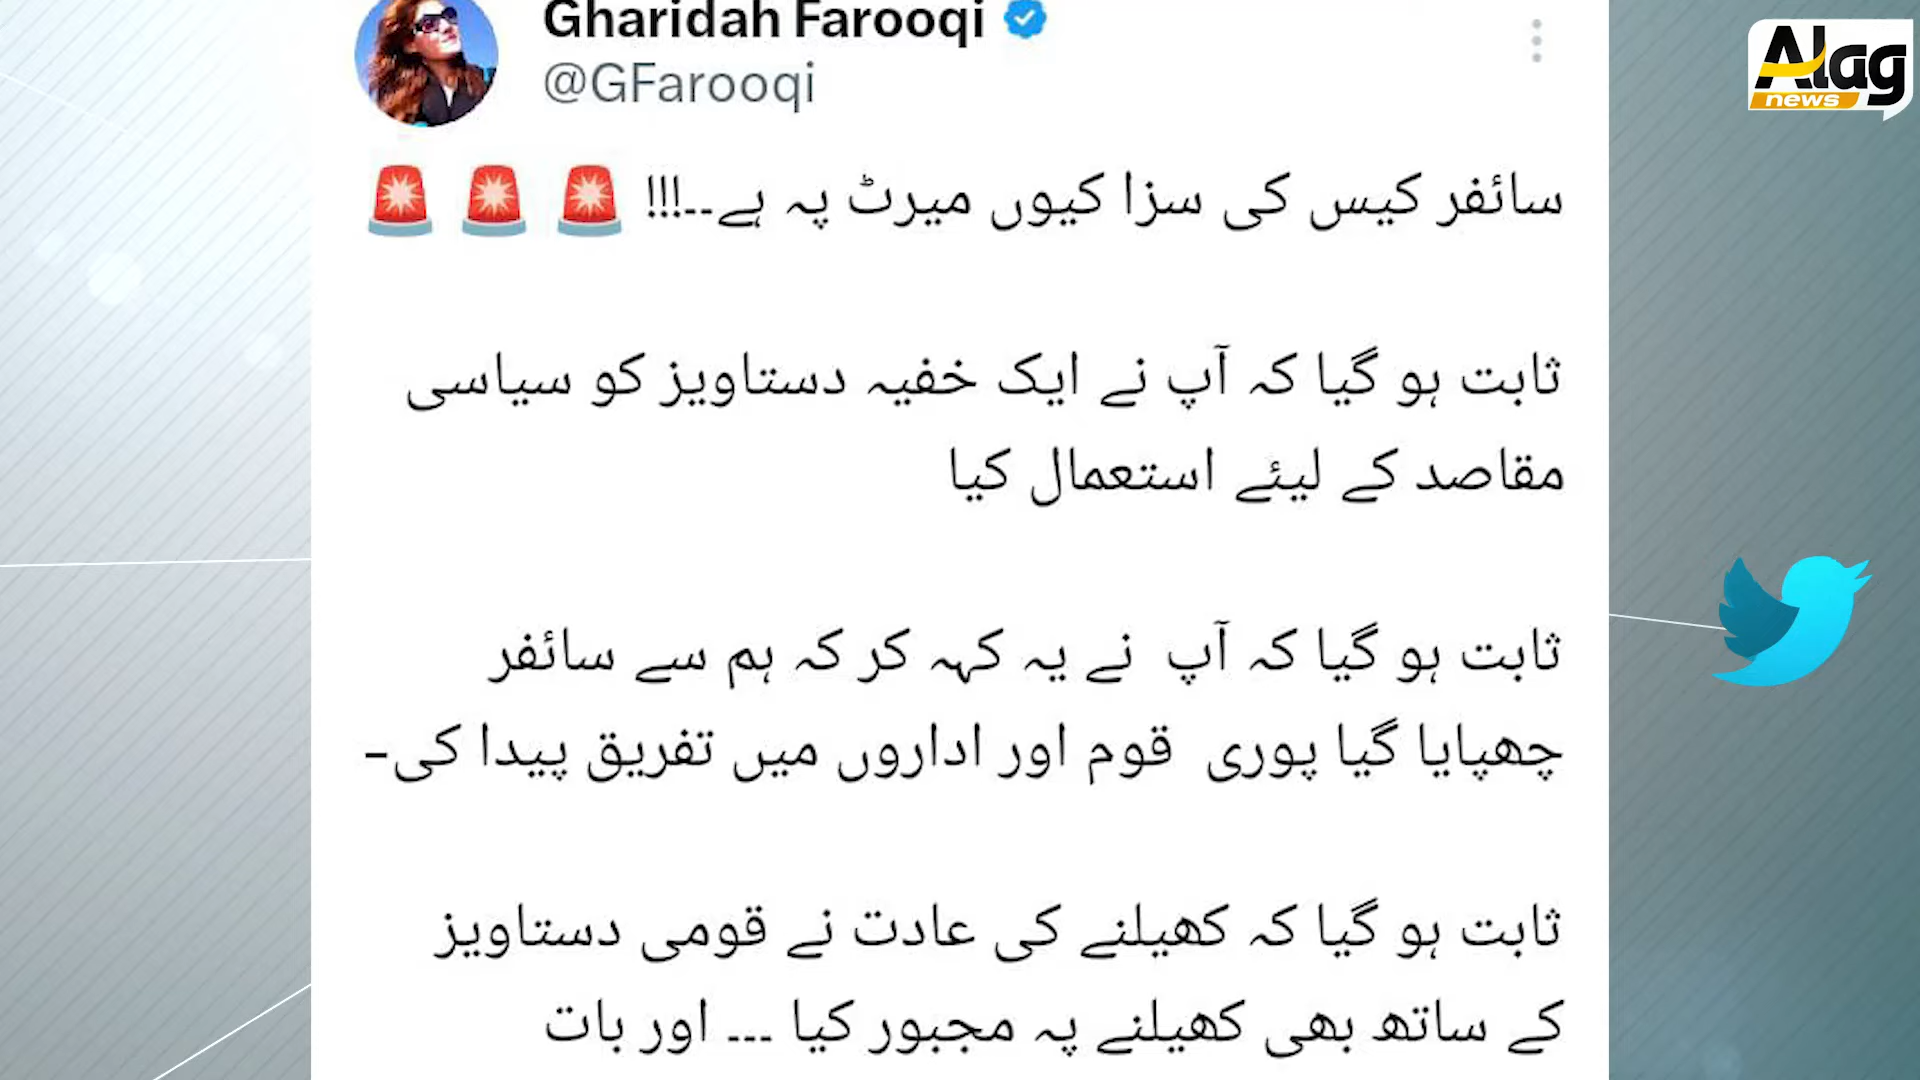 Gharidah Farooqi
@GFarooqi
Alag
news
سائفر کیس کی سزا کیوں میرٹ پہ ہے۔۔!!! 🚨 🚨 🚨
ثابت ہو گیا کہ آپ نے ایک خفیہ دستاویز کو سیاسی
مقاصد کے لیئے استعمال کیا
ثابت ہو گیا کہ آپ نے یہ کہہ کر کہ ہم سے سائفر
چھپایا گیا پوری قوم اور اداروں میں تفریق پیدا کی-
ثابت ہو گیا کہ کھیلنے کی عادت نے قومی دستاویز
کے ساتھ بھی کھیلنے پہ مجبور کیا ۔۔۔ اور بات